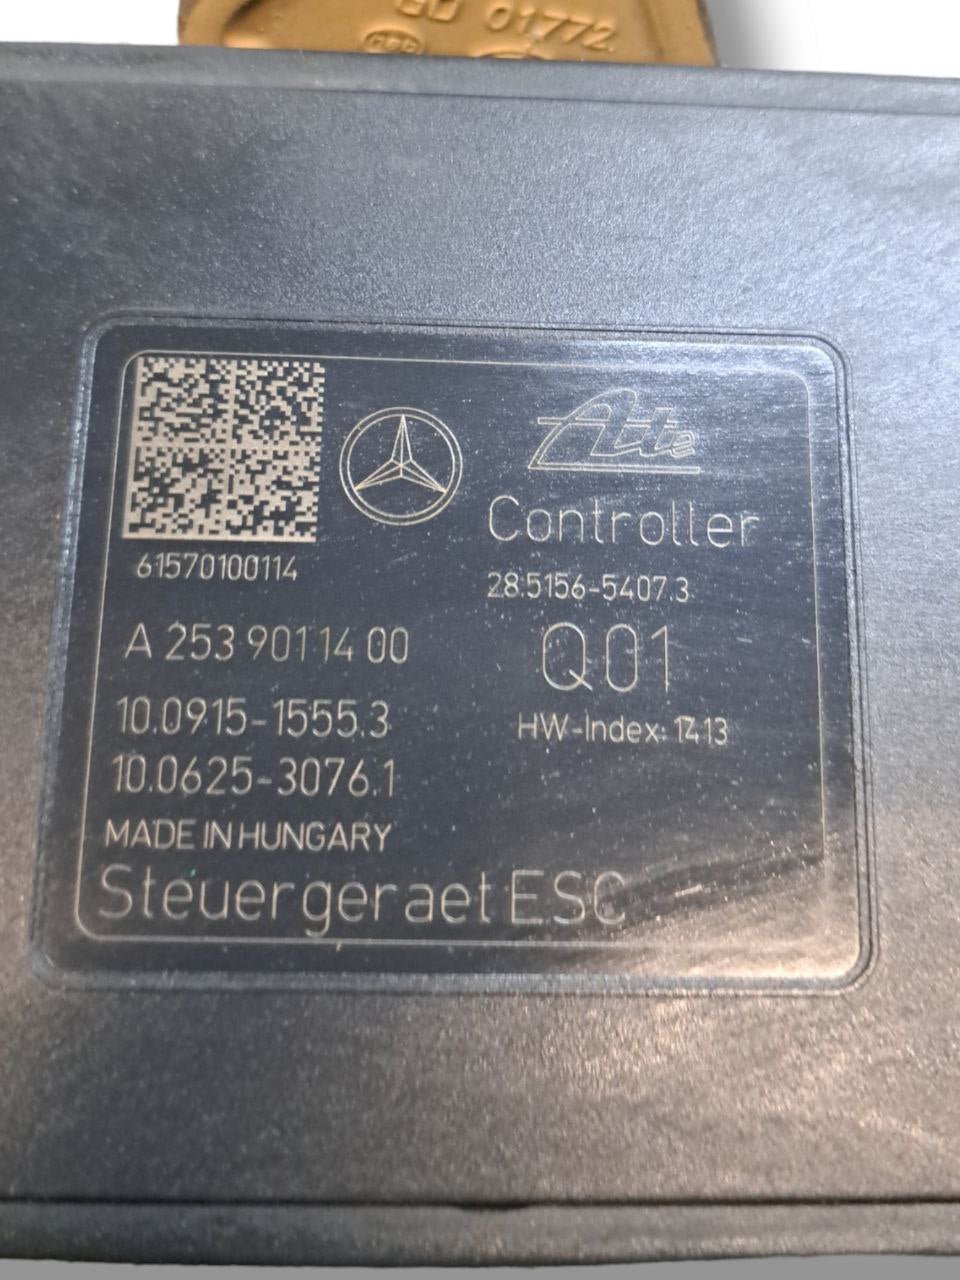 GD 01772
Ate
Controller
61570100114
28.5156-5407.3
A 253 901 14 00
Q01
10.0915-1555.3
HW-Index: 1413
10.0625-3076.1
MADE IN HUNGARY
Steuergeraet ESC